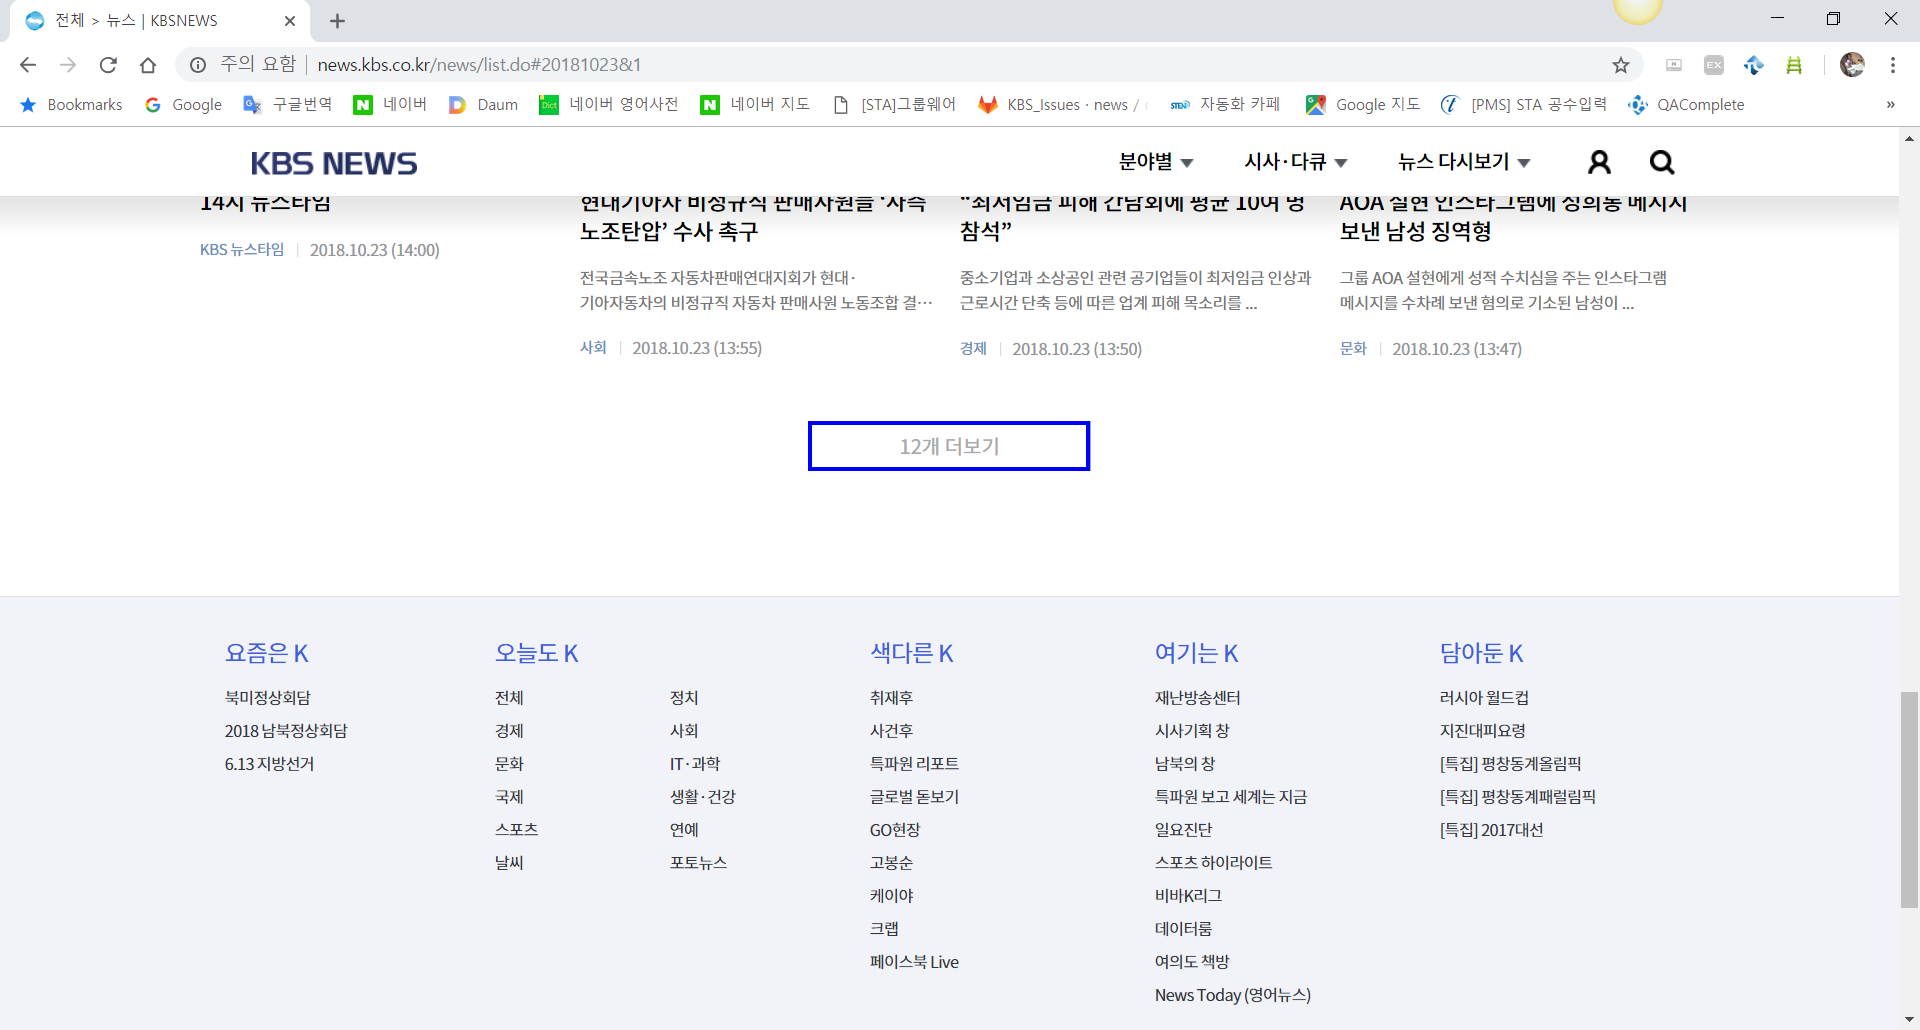 전체 > 뉴스 | KBSNEWS
주의 요함 | news.kbs.co.kr/news/list.do#20181023&1
EX
Bookmarks Google 구글번역 네이버 Daum 네이버 영어사전 네이버 지도 [STA]그룹웨어 KBS_Issues · news / 자동화 카페 Google 지도 [PMS] STA 공수입력 QAComplete »
KBS NEWS 분야별 시사·다큐 뉴스 다시보기
14시 뉴스타임
KBS 뉴스타임 | 2018.10.23 (14:00)
현대기아차 비정규직 판매사원들 ‘사측
노조탄압’ 수사 촉구
전국금속노조 자동차판매연대지회가 현대·
기아자동차의 비정규직 자동차 판매사원 노동조합 결…
사회 | 2018.10.23 (13:55)
“최저임금 피해 간담회에 평균 10여 명
참석”
중소기업과 소상공인 관련 공기업들이 최저임금 인상과
근로시간 단축 등에 따른 업계 피해 목소리를 ...
경제 | 2018.10.23 (13:50)
AOA 설현 인스타그램에 성희롱 메시지
보낸 남성 징역형
그룹 AOA 설현에게 성적 수치심을 주는 인스타그램
메시지를 수차례 보낸 혐의로 기소된 남성이 ...
문화 | 2018.10.23 (13:47)
12개 더보기
요즘은 K
북미정상회담
2018 남북정상회담
6.13 지방선거
오늘도 K
전체 정치
경제 사회
문화 IT·과학
국제 생활·건강
스포츠 연예
날씨 포토뉴스
색다른 K
취재후
사건후
특파원 리포트
글로벌 돋보기
GO현장
고봉순
케이야
크랩
페이스북 Live
여기는 K
재난방송센터
시사기획 창
남북의 창
특파원 보고 세계는 지금
일요진단
스포츠 하이라이트
비바K리그
데이터룸
여의도 책방
News Today (영어뉴스)
담아둔 K
러시아 월드컵
지진대피요령
[특집] 평창동계올림픽
[특집] 평창동계패럴림픽
[특집] 2017대선